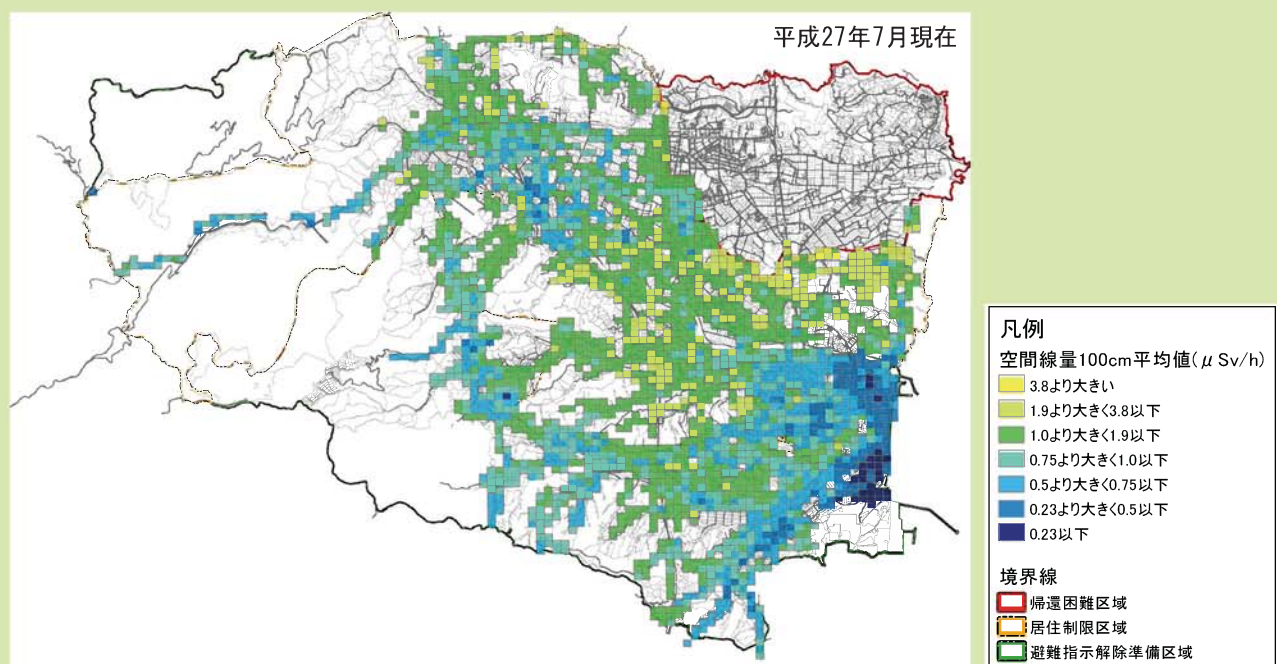 平成27年7月現在
凡例
空間線量100cm平均値(μSv/h)
3.8より大きい
1.9より大きく3.8以下
1.0より大きく1.9以下
0.75より大きく1.0以下
0.5より大きく0.75以下
0.23より大きく0.5以下
0.23以下
境界線
帰還困難区域
居住制限区域
避難指示解除準備区域